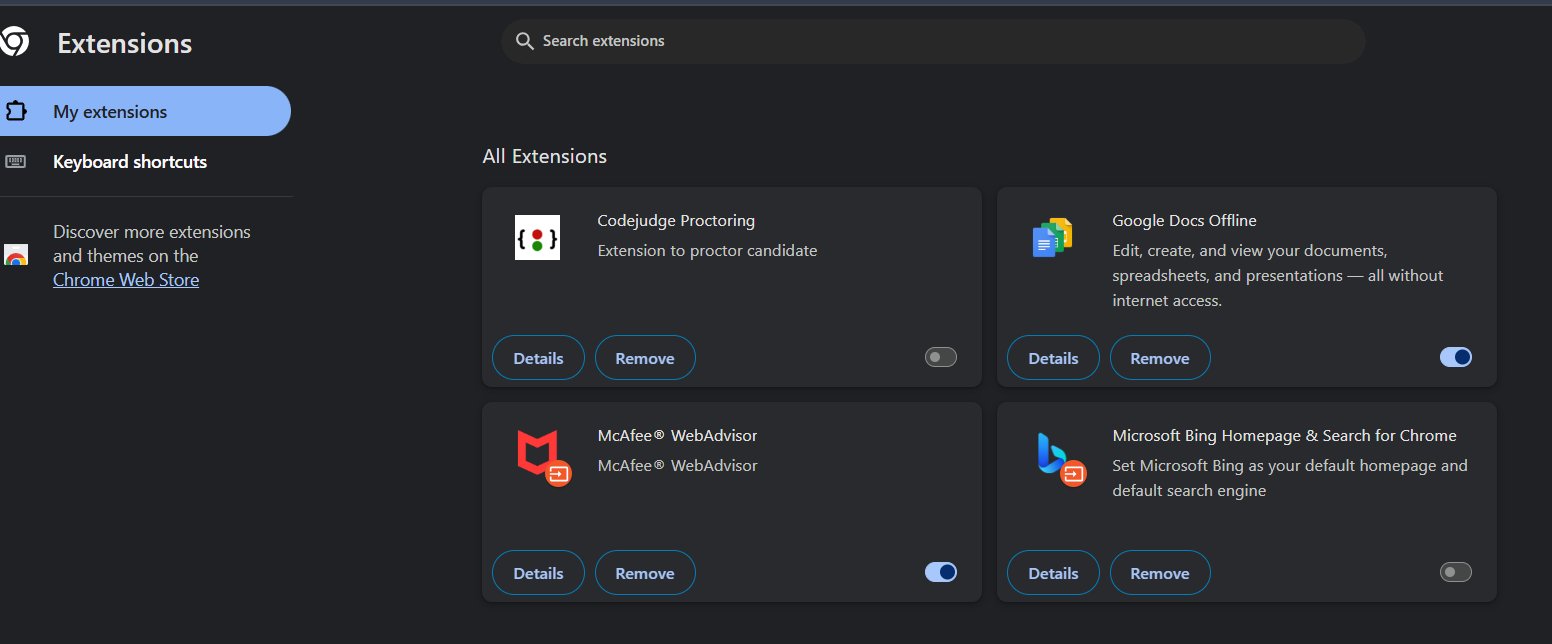 Extensions
Search extensions
My extensions
Keyboard shortcuts
Discover more extensions
and themes on the
Chrome Web Store
All Extensions
Codejudge Proctoring
Extension to proctor candidate
Details
Remove
Google Docs Offline
Edit, create, and view your documents,
spreadsheets, and presentations — all without
internet access.
Details
Remove
McAfee® WebAdvisor
McAfee® WebAdvisor
Details
Remove
Microsoft Bing Homepage & Search for Chrome
Set Microsoft Bing as your default homepage and
default search engine
Details
Remove